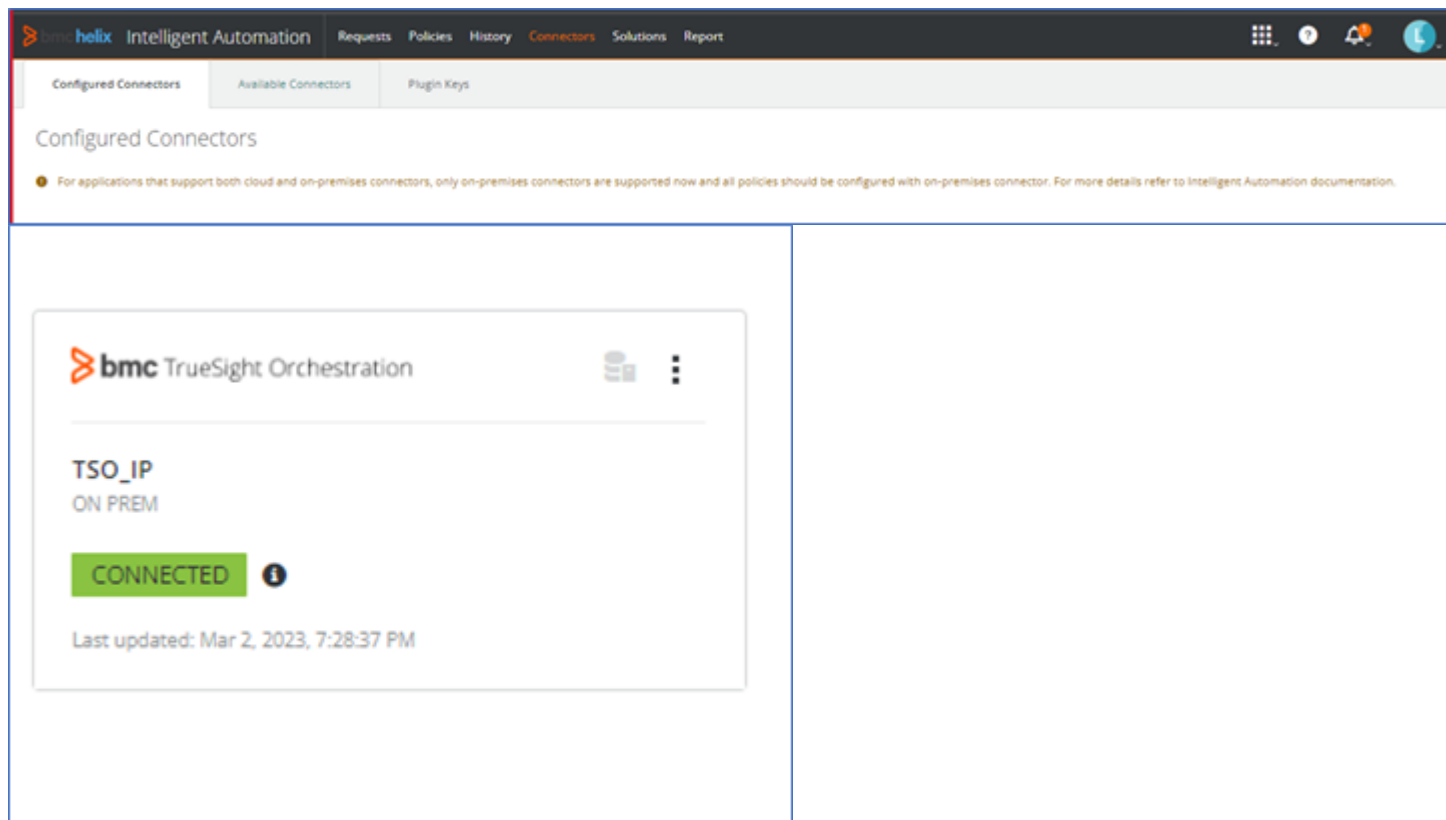 bmc helix Intelligent Automation Requests Policies History Connectors Solutions Report
Configured Connectors Available Connectors Plugin Keys
Configured Connectors
For applications that support both cloud and on-premises connectors, only on-premises connectors are supported now and all policies should be configured with on-premises connector. For more details refer to Intelligent Automation documentation.
bmc TrueSight Orchestration
TSO_IP
ON PREM
CONNECTED
Last updated: Mar 2, 2023, 7:28:37 PM